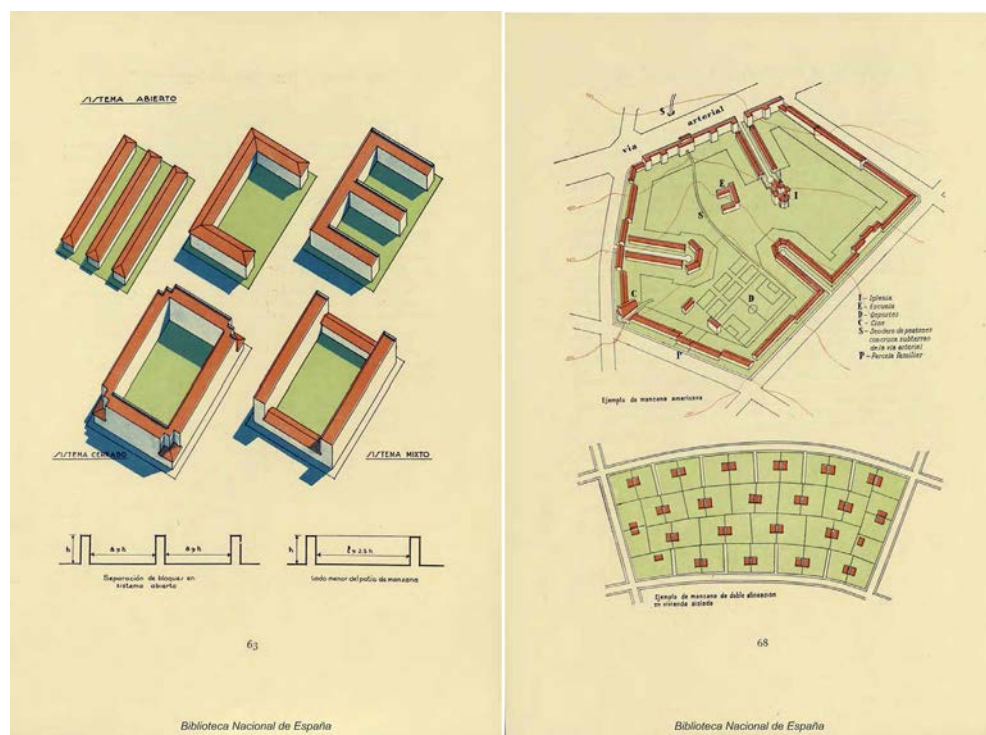 SISTEMA ABIERTO
SISTEMA CERRADO
SISTEMA MIXTO
h
h
Separación de bloques en
sistema abierto
Lado menor del patio de manzana
63
Biblioteca Nacional de España
S
vía arterial
E
I
S
C
D
P
I - Iglesia
E - Escuela
D - Deportes
C - Cine
S - Sendero de peatones
con cruce subterran
de la vía arterial
P - Parcela Familiar
Ejemplo de manzana americana
Ejemplo de manzana de doble alineación
en vivienda aislada
68
Biblioteca Nacional de España